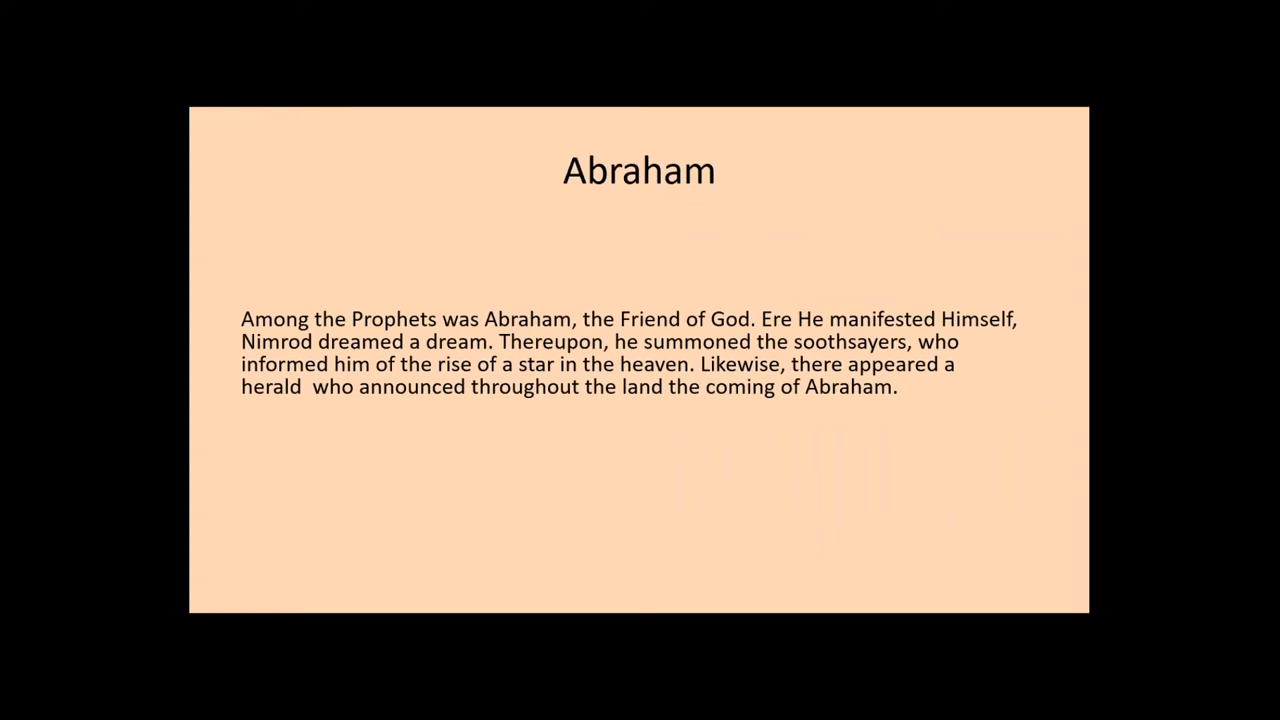 Abraham
Among the Prophets was Abraham, the Friend of God. Ere He manifested Himself,
Nimrod dreamed a dream. Thereupon, he summoned the soothsayers, who
informed him of the rise of a star in the heaven. Likewise, there appeared a
herald  who announced throughout the land the coming of Abraham.